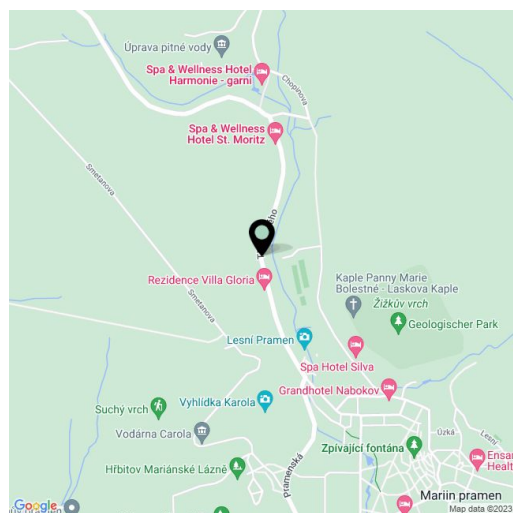 Úprava pitné vody
Spa & Wellness Hotel
Harmonie - garni
Chopinova
Spa & Wellness
Hotel St. Moritz
Smetanova
Rezidence Villa Gloria
Kaple Panny Marie
Bolestné - Laskova Kaple
Žižkův vrch
Geologischer Park
Smetanova
Lesní Pramen
Spa Hotel Silva
Grandhotel Nabokov
Vyhlídka Karola
Suchý vrch
Vodárna Carola
Úzká
Lesní
Zpívající fontána
Ensan
Healt
Hřbitov Mariánské Lázně
Pramenská
Mariin pramen
Google
Map data ©2023